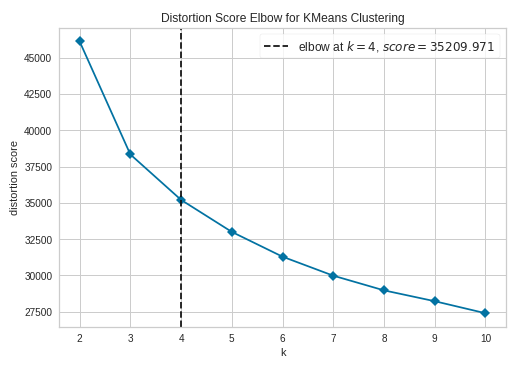 Distortion Score Elbow for KMeans Clustering
elbow at k = 4, score = 35209.971
distortion score
45000
42500
40000
37500
35000
32500
30000
27500
2 3 4 5 6 7 8 9 10
k